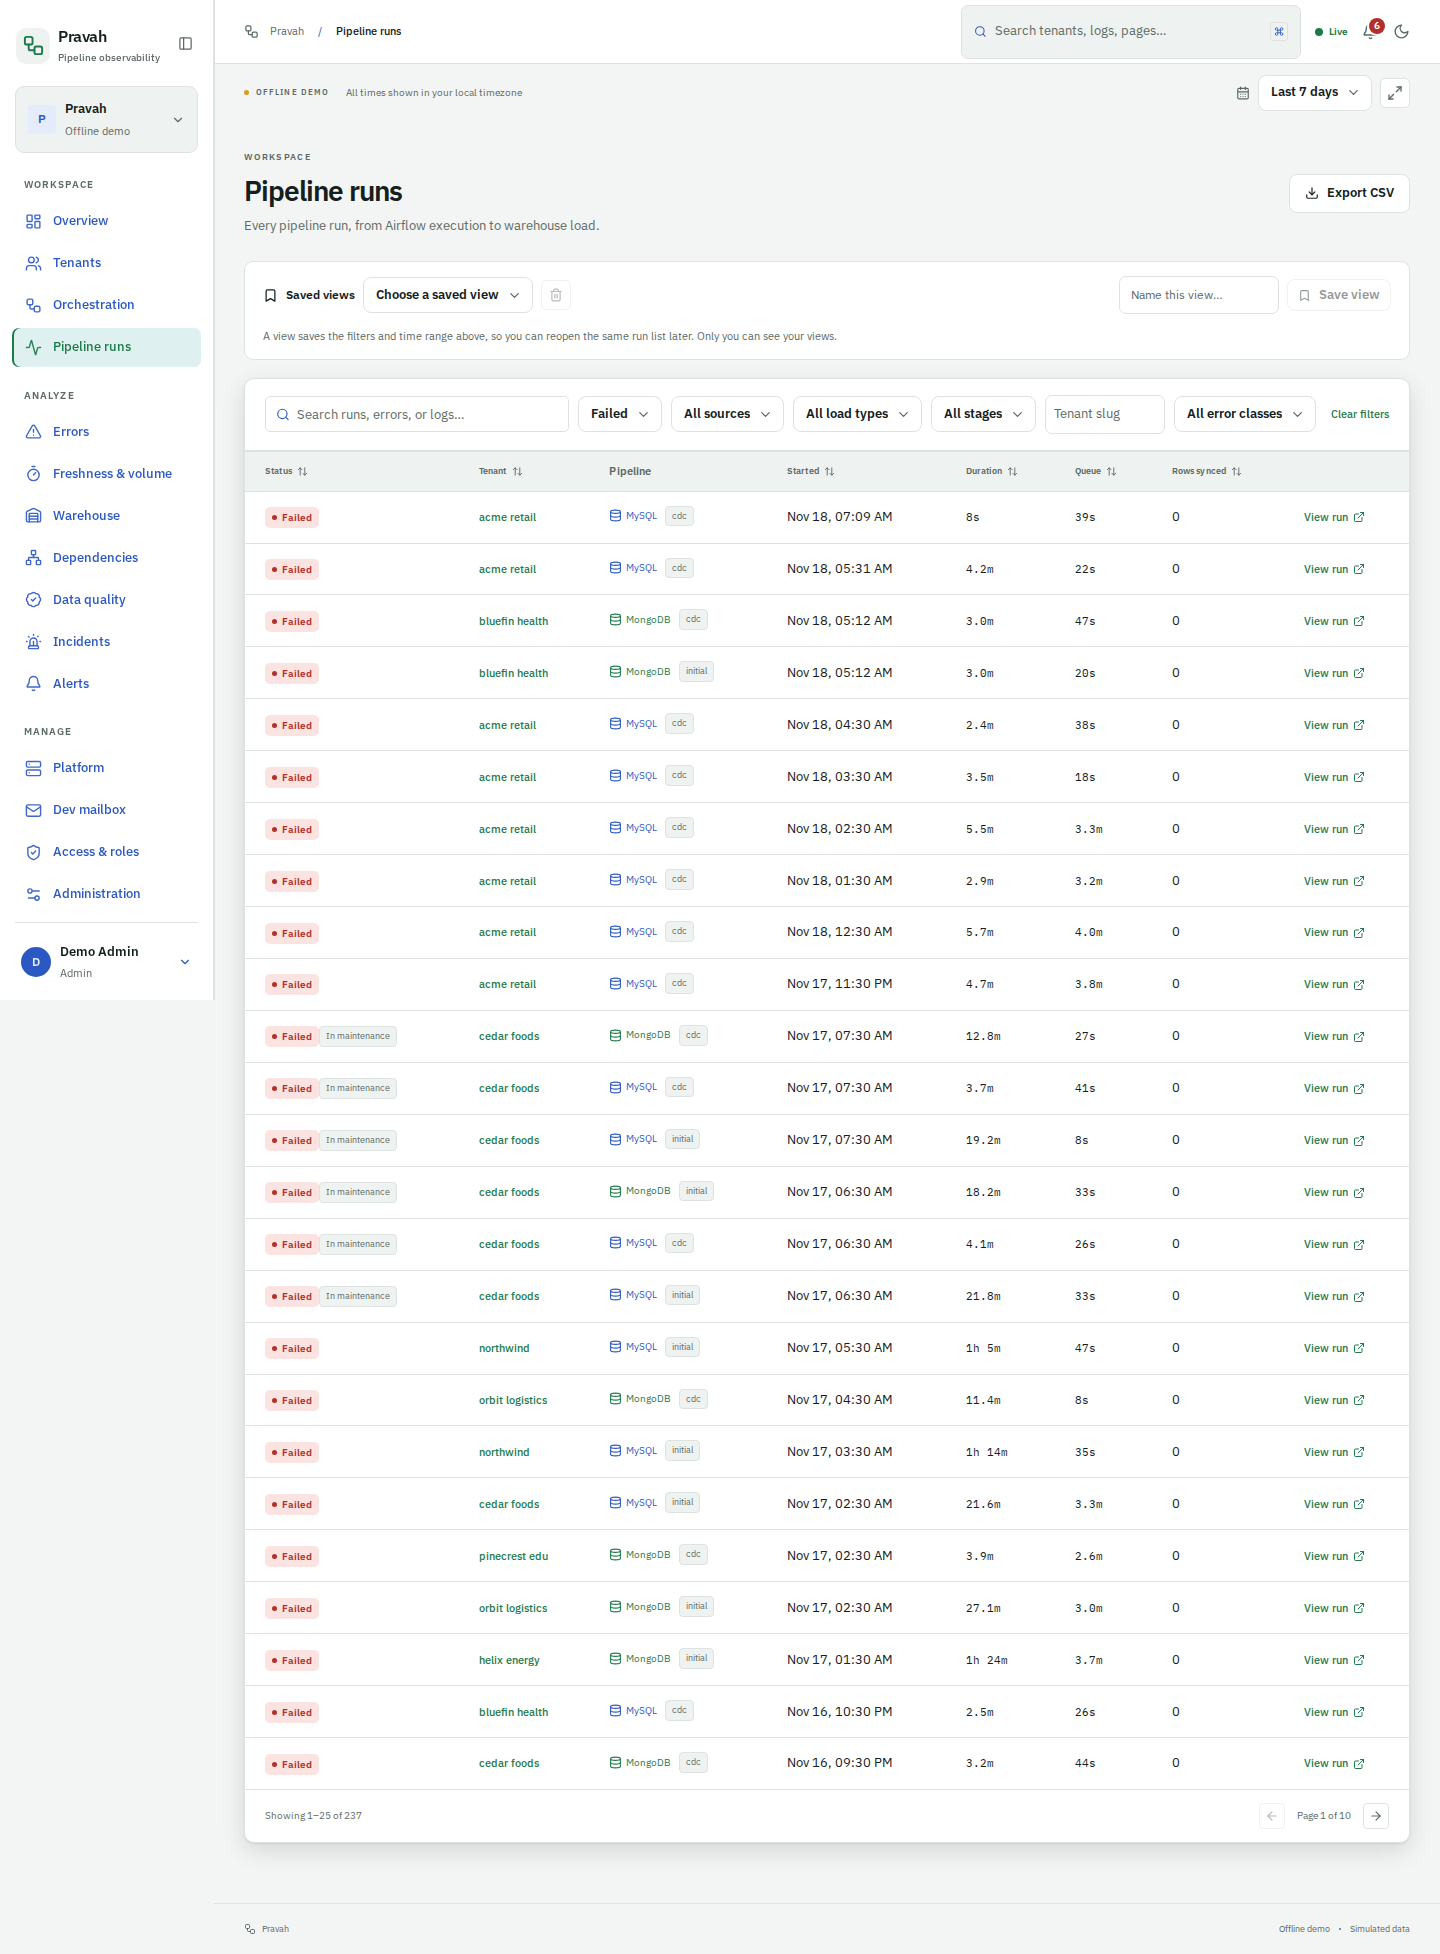 Pravah
Pipeline observability
P
Pravah
Offline demo
WORKSPACE
Overview
Tenants
Orchestration
Pipeline runs
ANALYZE
Errors
Freshness & volume
Warehouse
Dependencies
Data quality
Incidents
Alerts
MANAGE
Platform
Dev mailbox
Access & roles
Administration
D
Demo Admin
Admin
Pravah / Pipeline runs
Search tenants, logs, pages... ⌘
Live
6
OFFLINE DEMO All times shown in your local timezone
Last 7 days
WORKSPACE
Pipeline runs
Every pipeline run, from Airflow execution to warehouse load.
Export CSV
Saved views Choose a saved view Name this view... Save view
A view saves the filters and time range above, so you can reopen the same run list later. Only you can see your views.
Search runs, errors, or logs... Failed All sources All load types All stages Tenant slug All error classes Clear filters
Status Tenant Pipeline Started Duration Queue Rows synced
Failed acme retail MySQL cdc Nov 18, 07:09 AM 8s 39s 0 View run
Failed acme retail MySQL cdc Nov 18, 05:31 AM 4.2m 22s 0 View run
Failed bluefin health MongoDB cdc Nov 18, 05:12 AM 3.0m 47s 0 View run
Failed bluefin health MongoDB initial Nov 18, 05:12 AM 3.0m 20s 0 View run
Failed acme retail MySQL cdc Nov 18, 04:30 AM 2.4m 38s 0 View run
Failed acme retail MySQL cdc Nov 18, 03:30 AM 3.5m 18s 0 View run
Failed acme retail MySQL cdc Nov 18, 02:30 AM 5.5m 3.3m 0 View run
Failed acme retail MySQL cdc Nov 18, 01:30 AM 2.9m 3.2m 0 View run
Failed acme retail MySQL cdc Nov 18, 12:30 AM 5.7m 4.0m 0 View run
Failed acme retail MySQL cdc Nov 17, 11:30 PM 4.7m 3.8m 0 View run
Failed In maintenance cedar foods MongoDB cdc Nov 17, 07:30 AM 12.8m 27s 0 View run
Failed In maintenance cedar foods MySQL cdc Nov 17, 07:30 AM 3.7m 41s 0 View run
Failed In maintenance cedar foods MySQL initial Nov 17, 07:30 AM 19.2m 8s 0 View run
Failed In maintenance cedar foods MongoDB initial Nov 17, 06:30 AM 18.2m 33s 0 View run
Failed In maintenance cedar foods MySQL cdc Nov 17, 06:30 AM 4.1m 26s 0 View run
Failed In maintenance cedar foods MySQL initial Nov 17, 06:30 AM 21.8m 33s 0 View run
Failed northwind MySQL initial Nov 17, 05:30 AM 1h 5m 47s 0 View run
Failed orbit logistics MongoDB cdc Nov 17, 04:30 AM 11.4m 8s 0 View run
Failed northwind MySQL initial Nov 17, 03:30 AM 1h 14m 35s 0 View run
Failed cedar foods MySQL initial Nov 17, 02:30 AM 21.6m 3.3m 0 View run
Failed pinecrest edu MongoDB cdc Nov 17, 02:30 AM 3.9m 2.6m 0 View run
Failed orbit logistics MongoDB initial Nov 17, 02:30 AM 27.1m 3.0m 0 View run
Failed helix energy MongoDB initial Nov 17, 01:30 AM 1h 24m 3.7m 0 View run
Failed bluefin health MySQL cdc Nov 16, 10:30 PM 2.5m 26s 0 View run
Failed cedar foods MongoDB cdc Nov 16, 09:30 PM 3.2m 44s 0 View run
Showing 1–25 of 237 Page 1 of 10
Pravah Offline demo • Simulated data